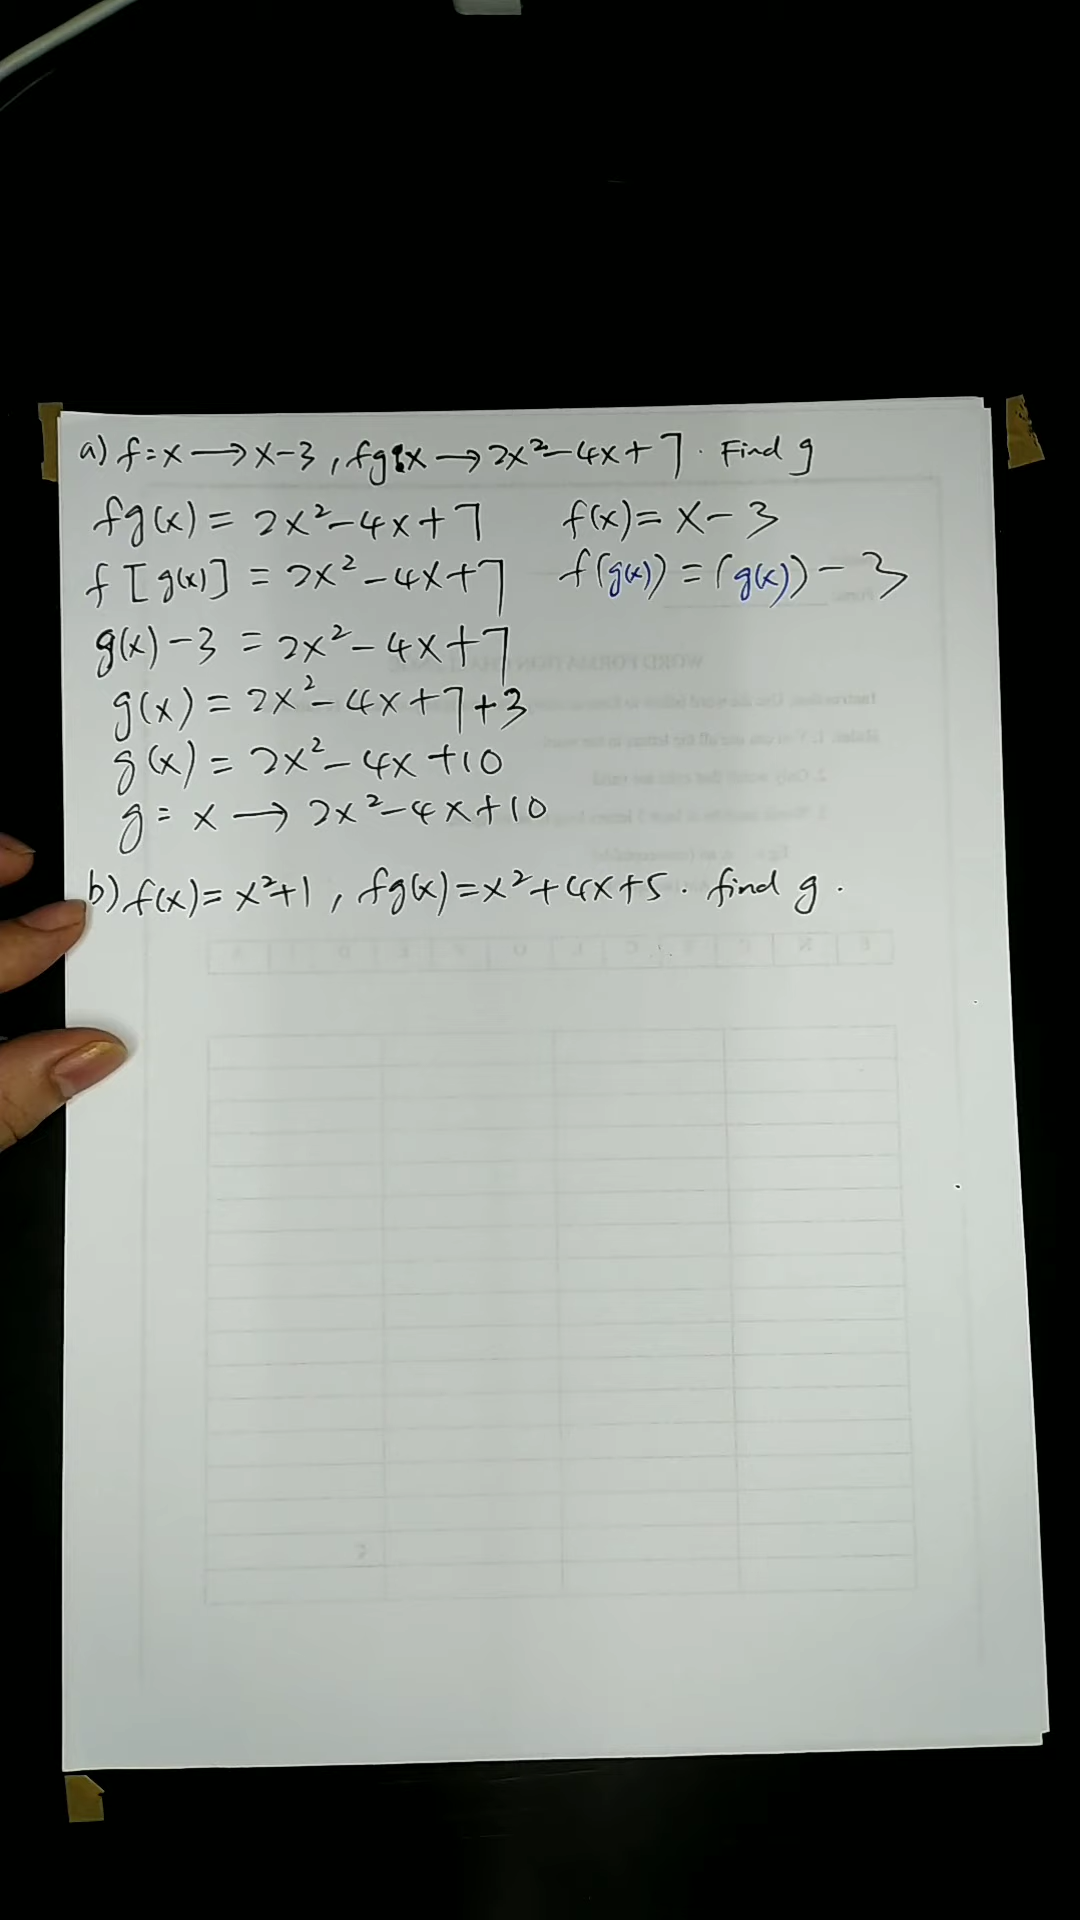 a) f=x→x-3, fg:x→2x²-4x+7. Find g
fg(x) = 2x²-4x+7 f(x)=x-3
f[g(x)] = 2x²-4x+7 f(g(x)) = (g(x))-3
g(x)-3 = 2x²-4x+7
g(x) = 2x²-4x+7+3
g(x) = 2x²-4x+10
g = x → 2x²-4x+10
b) f(x)=x²+1, fg(x)=x²+4x+5. find g.